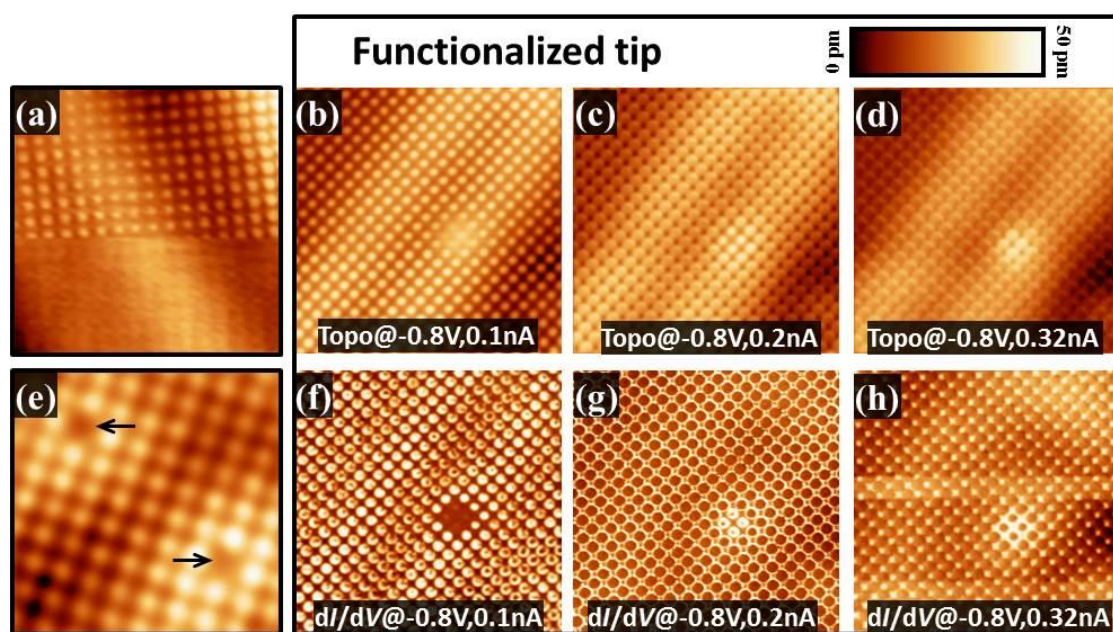 Functionalized tip
0 pm
50 pm
(a)
(b)
(c)
(d)
Topo@-0.8V,0.1nA
Topo@-0.8V,0.2nA
Topo@-0.8V,0.32nA
(e)
(f)
(g)
(h)
dI/dV@-0.8V,0.1nA
dI/dV@-0.8V,0.2nA
dI/dV@-0.8V,0.32nA